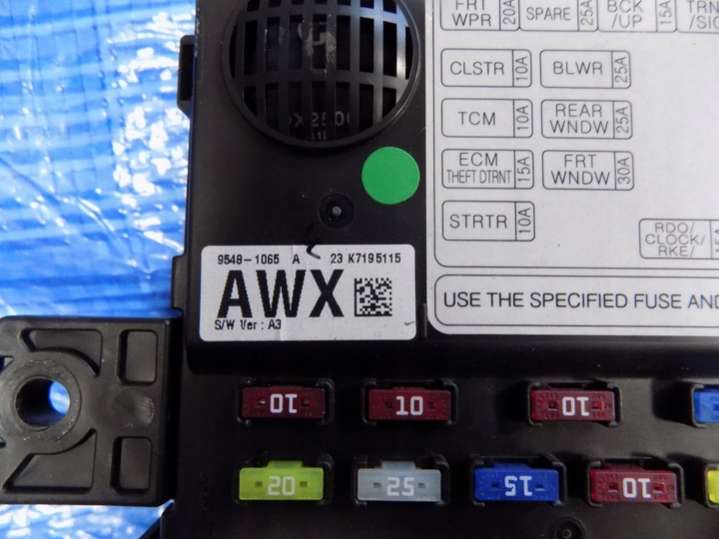 FRT WPR 20A
SPARE 25A
BCK /UP 15A
TRN /SIG
CLSTR 10A
BLWR 25A
TCM 10A
REAR WNDW 25A
ECM THEFT DTRNT 15A
FRT WNDW 30A
STRTR 10A
RDO/ CLOCK/ RKE/
9548-1065 A 23 K7195115
AWX
S/W Ver : A3
USE THE SPECIFIED FUSE AND
10 10 10
20 25 15 10